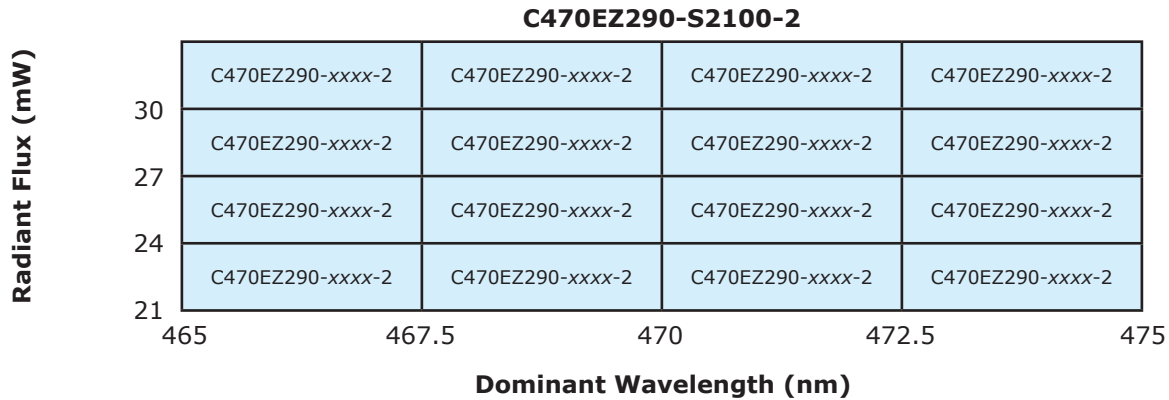 C470EZ290-S2100-2
Radiant Flux (mW)
C470EZ290-xxxx-2 C470EZ290-xxxx-2 C470EZ290-xxxx-2 C470EZ290-xxxx-2
30
C470EZ290-xxxx-2 C470EZ290-xxxx-2 C470EZ290-xxxx-2 C470EZ290-xxxx-2
27
C470EZ290-xxxx-2 C470EZ290-xxxx-2 C470EZ290-xxxx-2 C470EZ290-xxxx-2
24
C470EZ290-xxxx-2 C470EZ290-xxxx-2 C470EZ290-xxxx-2 C470EZ290-xxxx-2
21
465 467.5 470 472.5 475
Dominant Wavelength (nm)